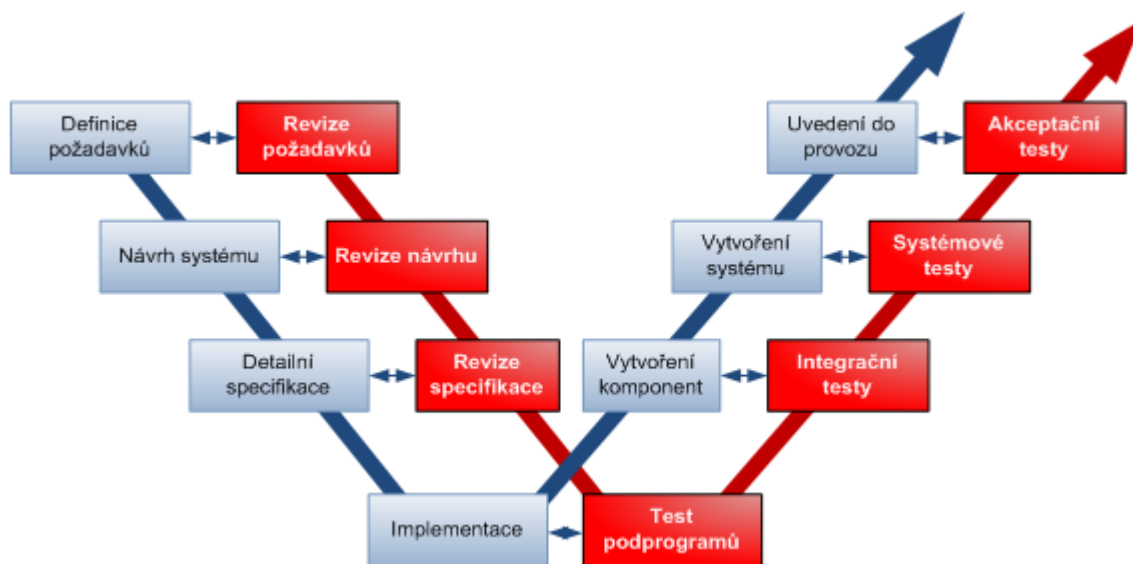 Definice
požadavků
Revize
požadavků
Uvedení do
provozu
Akceptační
testy
Návrh systému
Revize návrhu
Vytvoření
systému
Systémové
testy
Detailní
specifikace
Revize
specifikace
Vytvoření
komponent
Integrační
testy
Implementace
Test
podprogramů